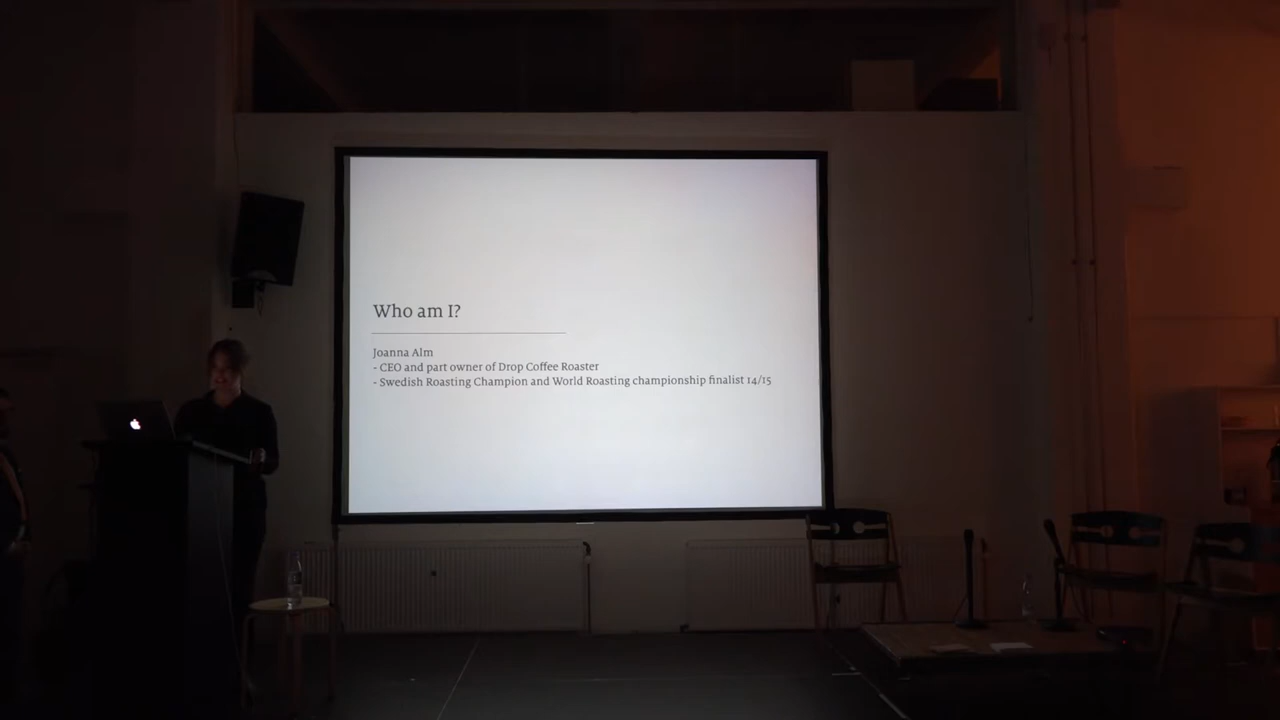 Who am I?
Joanna Alm
- CEO and part owner of Drop Coffee Roaster
- Swedish Roasting Champion and World Roasting championship finalist 14/15